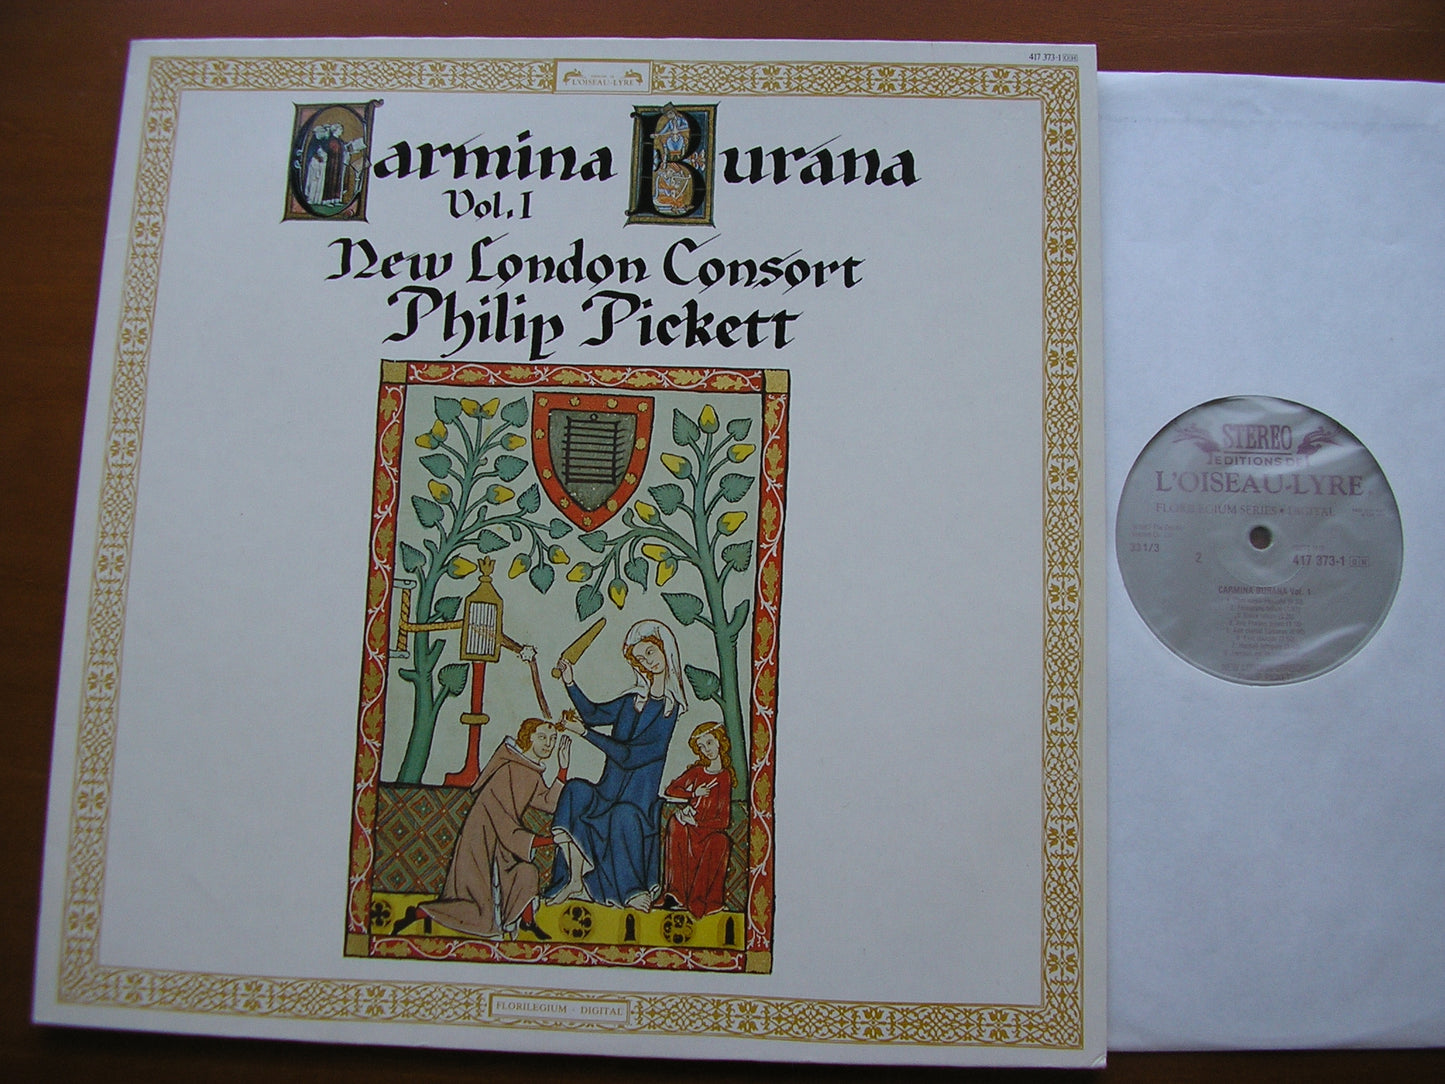 417 373-1 OH
L'OISEAU-LYRE
Carmina Burana
Vol. I
New London Consort
Philip Pickett
FLORILEGIUM · DIGITAL
STEREO
EDITIONS DE
L'OISEAU-LYRE
FLORILEGIUM SERIES • DIGITAL
33 1/3
2
417 373-1
CARMINA BURANA Vol. 1